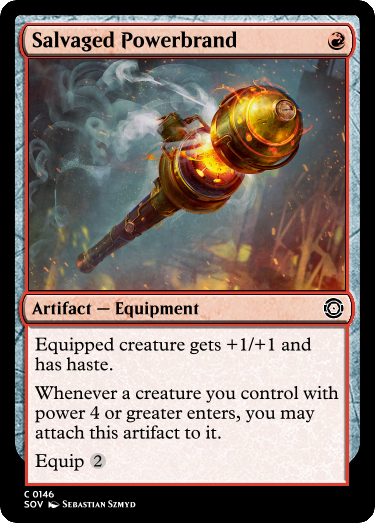 Salvaged Powerbrand
Artifact — Equipment
Equipped creature gets +1/+1 and
has haste.
Whenever a creature you control with
power 4 or greater enters, you may
attach this artifact to it.
Equip 2
C 0146
SOV Sebastian Szmyd